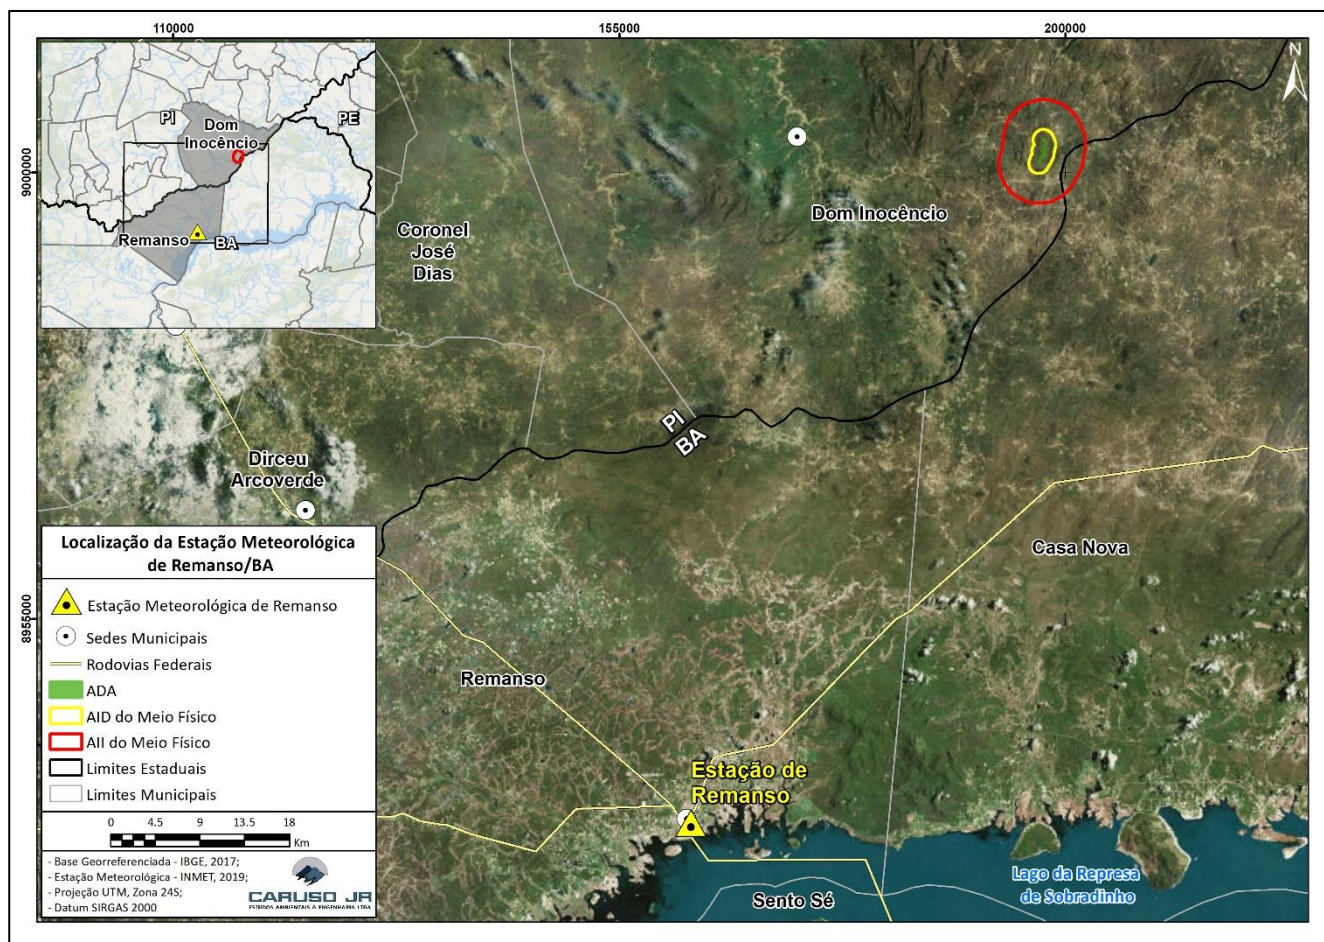 110000
155000
200000
N
9000000
8955000
PI
PE
Dom
Inocêncio
Remanso
BA
Coronel
José
Dias
Dom Inocêncio
PI
BA
Dirceu
Arcoverde
Casa Nova
Remanso
Estação de
Remanso
Lago da Represa
de Sobradinho
Sento Sé
Localização da Estação Meteorológica
de Remanso/BA
Estação Meteorológica de Remanso
Sedes Municipais
Rodovias Federais
ADA
AID do Meio Físico
AII do Meio Físico
Limites Estaduais
Limites Municipais
0 4.5 9 13.5 18
Km
- Base Georreferenciada - IBGE, 2017;
- Estação Meteorológica - INMET, 2019;
- Projeção UTM, Zona 24S;
- Datum SIRGAS 2000
CARUSO JR
ESTUDOS AMBIENTAIS & ENGENHARIA LTDA